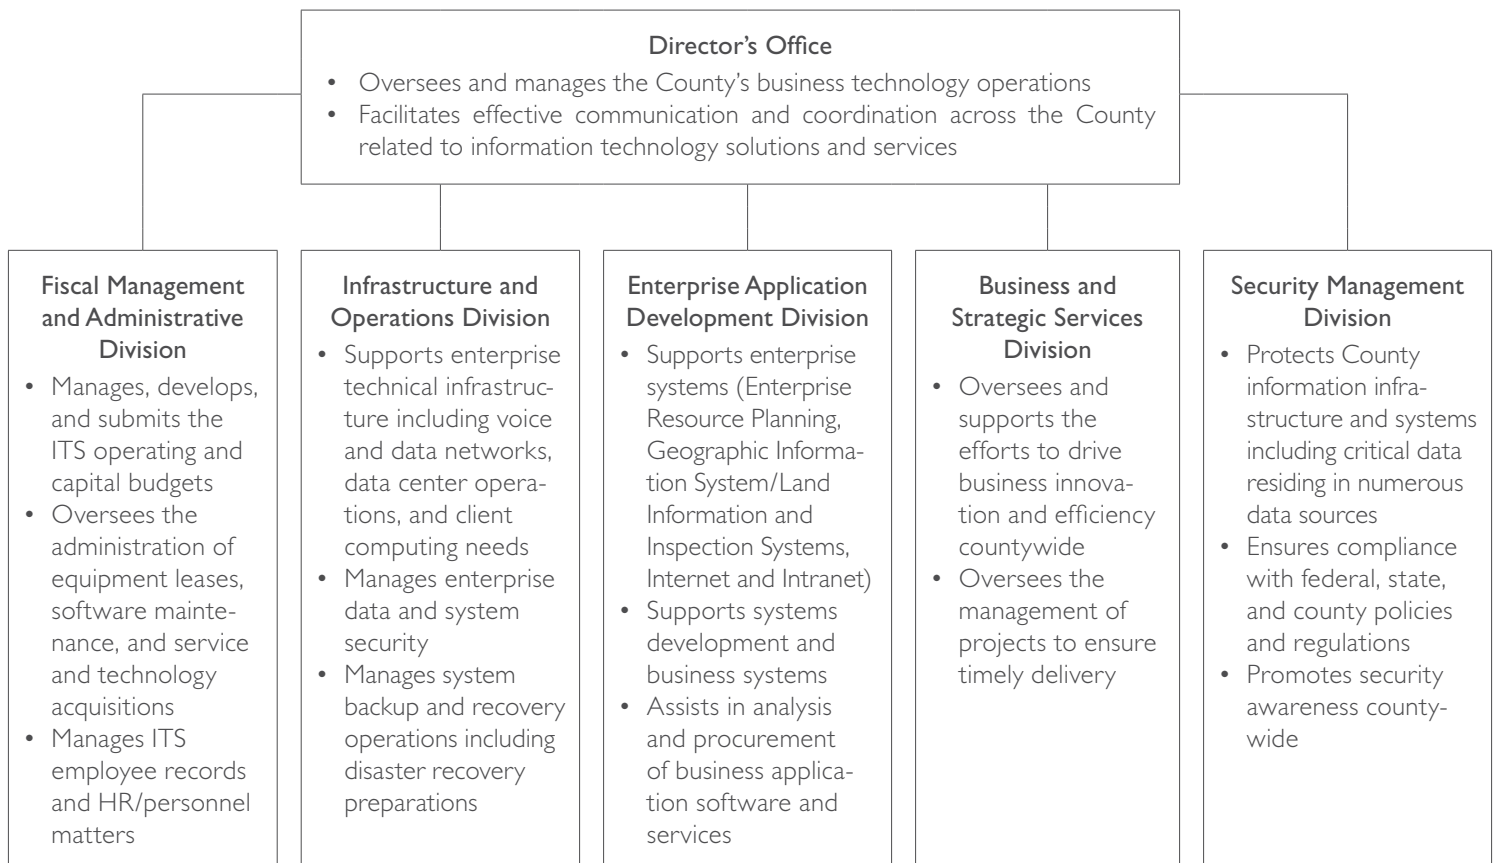 Director’s Office
• Oversees and manages the County’s business technology operations
• Facilitates effective communication and coordination across the County
related to information technology solutions and services
Fiscal Management
and Administrative
Division
• Manages, develops,
and submits the
ITS operating and
capital budgets
• Oversees the
administration of
equipment leases,
software mainte-
nance, and service
and technology
acquisitions
• Manages ITS
employee records
and HR/personnel
matters
Infrastructure and
Operations Division
• Supports enterprise
technical infrastruc-
ture including voice
and data networks,
data center opera-
tions, and client
computing needs
• Manages enterprise
data and system
security
• Manages system
backup and recovery
operations including
disaster recovery
preparations
Enterprise Application
Development Division
• Supports enterprise
systems (Enterprise
Resource Planning,
Geographic Informa-
tion System/Land
Information and
Inspection Systems,
Internet and Intranet)
• Supports systems
development and
business systems
• Assists in analysis
and procurement
of business applica-
tion software and
services
Business and
Strategic Services
Division
• Oversees and
supports the
efforts to drive
business innova-
tion and efficiency
countywide
• Oversees the
management of
projects to ensure
timely delivery
Security Management
Division
• Protects County
information infra-
structure and systems
including critical data
residing in numerous
data sources
• Ensures compliance
with federal, state,
and county policies
and regulations
• Promotes security
awareness county-
wide